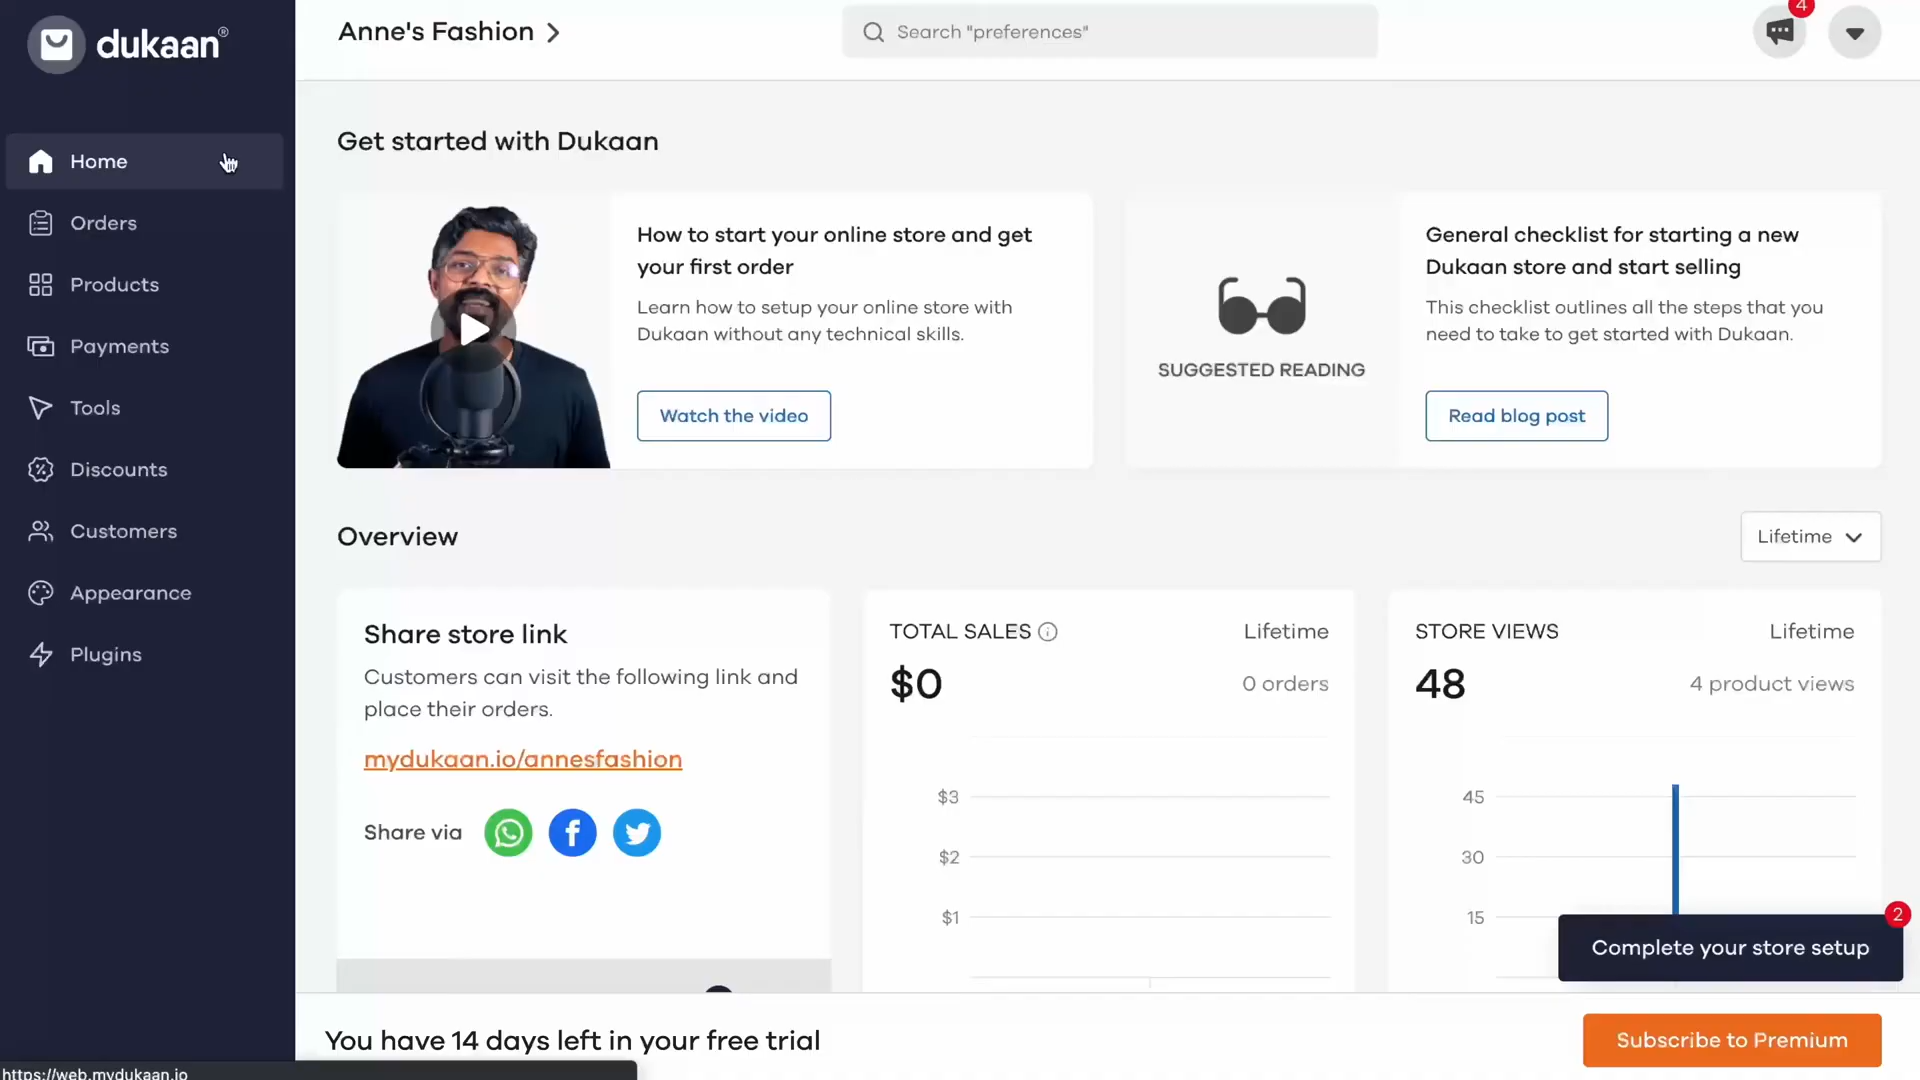 dukaan®
Anne's Fashion
Search "preferences"
4
Home
Orders
Products
Payments
Tools
Discounts
Customers
Appearance
Plugins
Get started with Dukaan
How to start your online store and get
your first order
Learn how to setup your online store with
Dukaan without any technical skills.
Watch the video
SUGGESTED READING
General checklist for starting a new
Dukaan store and start selling
This checklist outlines all the steps that you
need to take to get started with Dukaan.
Read blog post
Overview
Lifetime
Share store link
Customers can visit the following link and
place their orders.
mydukaan.io/annesfashion
Share via
TOTAL SALES
Lifetime
$0
0 orders
$3
$2
$1
STORE VIEWS
Lifetime
48
4 product views
45
30
15
2
Complete your store setup
You have 14 days left in your free trial
Subscribe to Premium
https://web.mydukaan.io